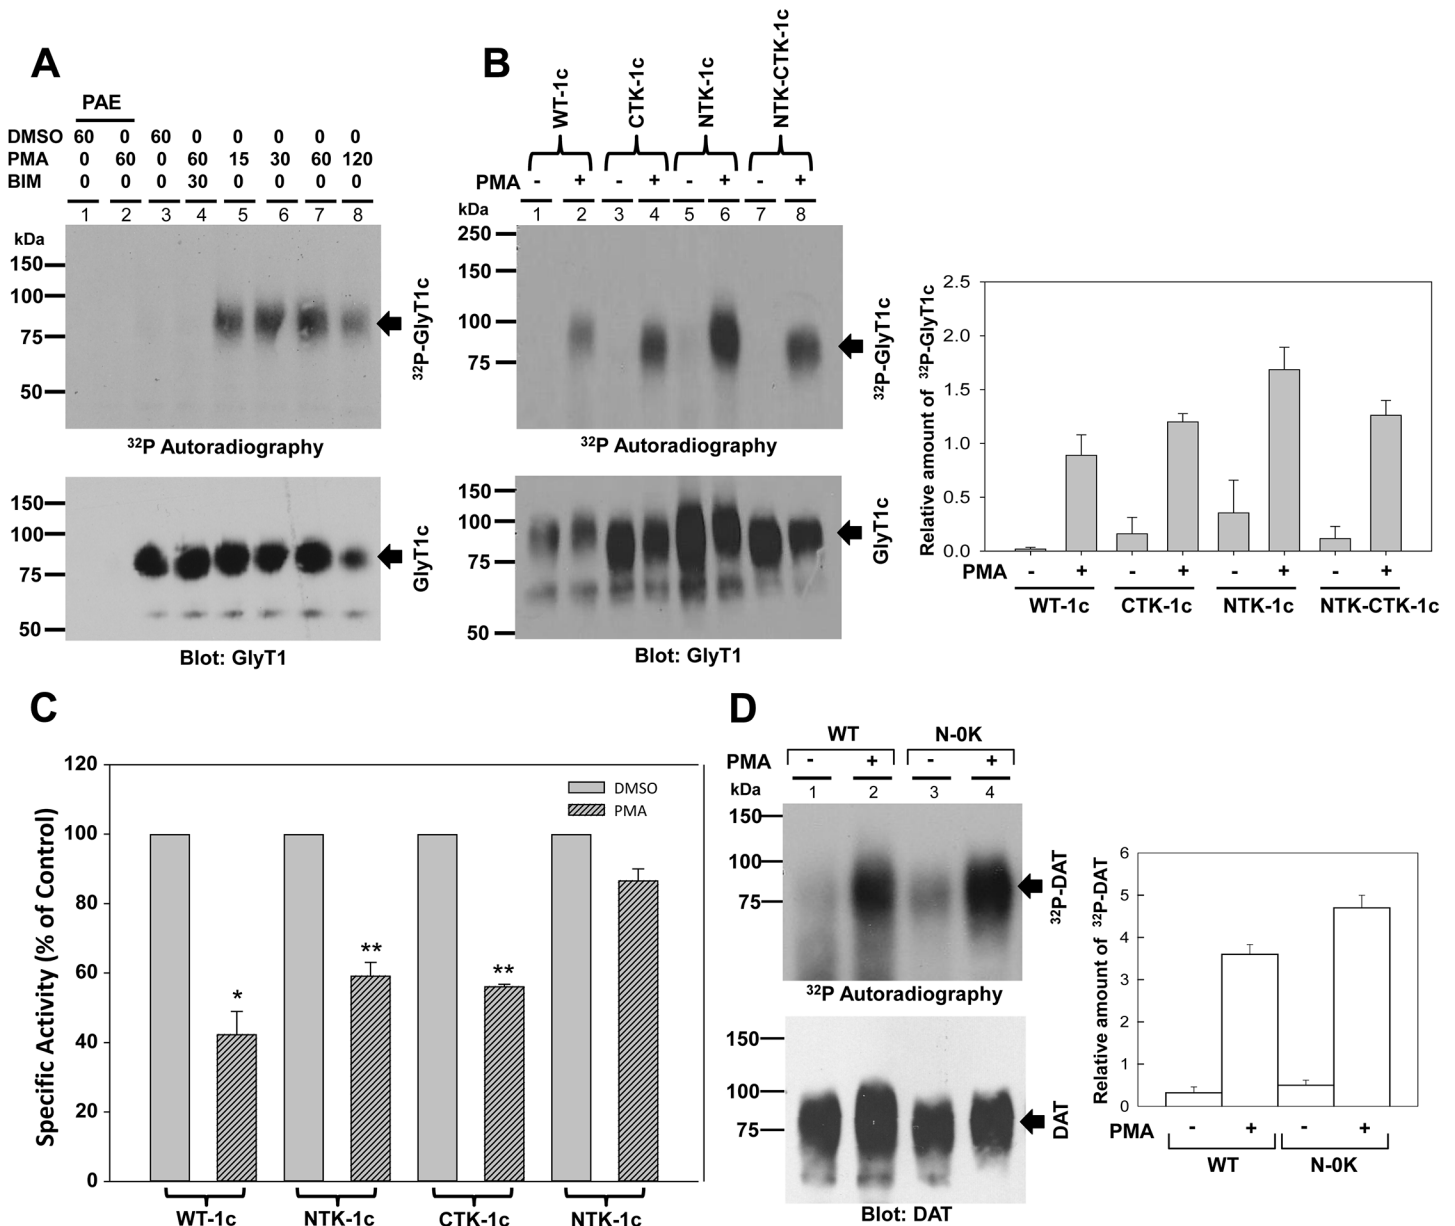 A
PAE
DMSO 60 0 60 0 0 0 0 0
PMA 0 60 0 60 15 30 60 120
BIM 0 0 0 30 0 0 0 0
1 2 3 4 5 6 7 8
kDa
150
100
75
50
32P-GlyT1c
32P Autoradiography
150
100
75
50
GlyT1c
Blot: GlyT1
B
WT-1c CTK-1c NTK-1c NTK-CTK-1c
PMA - + - + - + - +
kDa 1 2 3 4 5 6 7 8
250
150
100
75
32P-GlyT1c
32P Autoradiography
150
100
75
50
GlyT1c
Blot: GlyT1
Relative amount of 32P-GlyT1c
2.5
2.0
1.5
1.0
0.5
0.0
PMA - + - + - + - +
WT-1c CTK-1c NTK-1c NTK-CTK-1c
C
Specific Activity (% of Control)
120
100
80
60
40
20
0
DMSO
PMA
* ** **
WT-1c NTK-1c CTK-1c NTK-1c
D
WT N-0K
PMA - + - +
kDa 1 2 3 4
150
100
75
32P-DAT
32P Autoradiography
150
100
75
DAT
Blot: DAT
Relative amount of 32P-DAT
6
5
4
3
2
1
0
PMA - + - +
WT N-0K